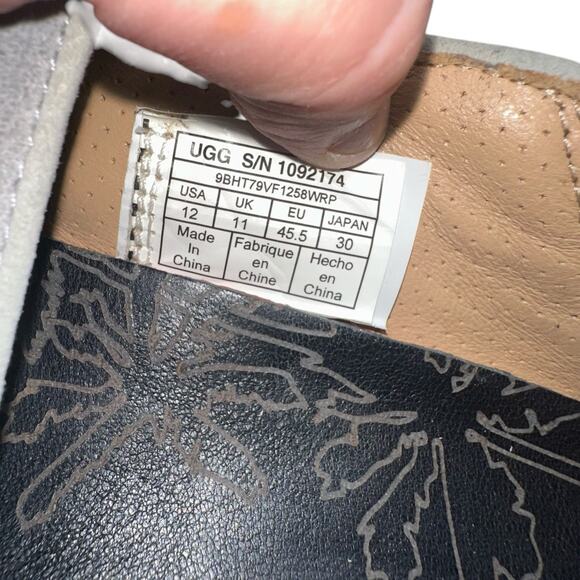 UGG S/N 1092174
9BHT79VF1258WRP
USA UK EU JAPAN
12 11 45.5 30
Made In China
Fabrique en Chine
Hecho en China